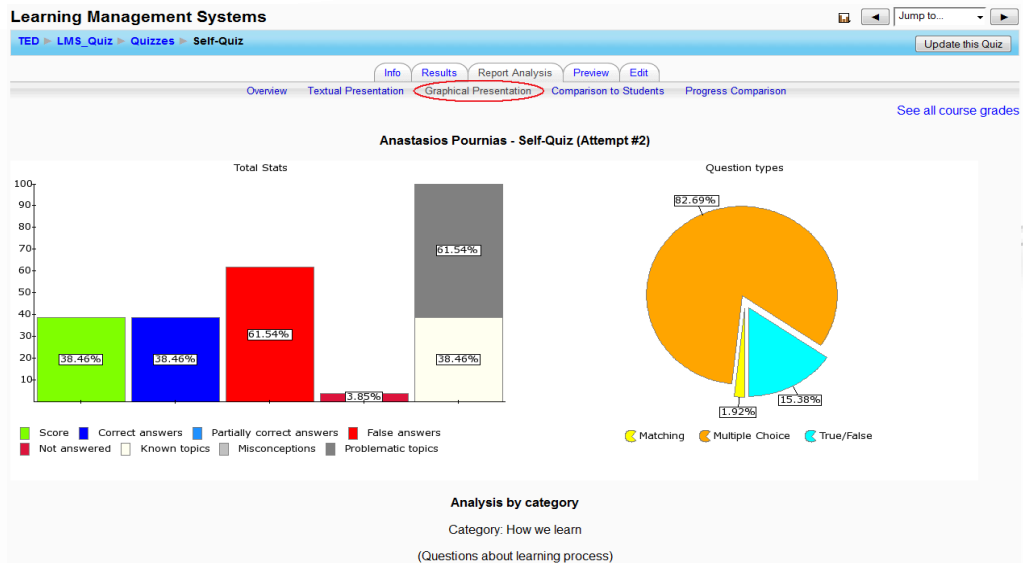 Learning Management Systems
Jump to...
TED LMS_Quiz Quizzes Self-Quiz
Update this Quiz
Info Results Report Analysis Preview Edit
Overview Textual Presentation Graphical Presentation Comparison to Students Progress Comparison
See all course grades
Anastasios Pournias - Self-Quiz (Attempt #2)
Total Stats
100
90
80
70
60
50
40
30
20
10
38.46%
38.46%
61.54%
3.85%
61.54%
38.46%
Score Correct answers Partially correct answers False answers
Not answered Known topics Misconceptions Problematic topics
Question types
82.69%
15.38%
1.92%
Matching Multiple Choice True/False
Analysis by category
Category: How we learn
(Questions about learning process)